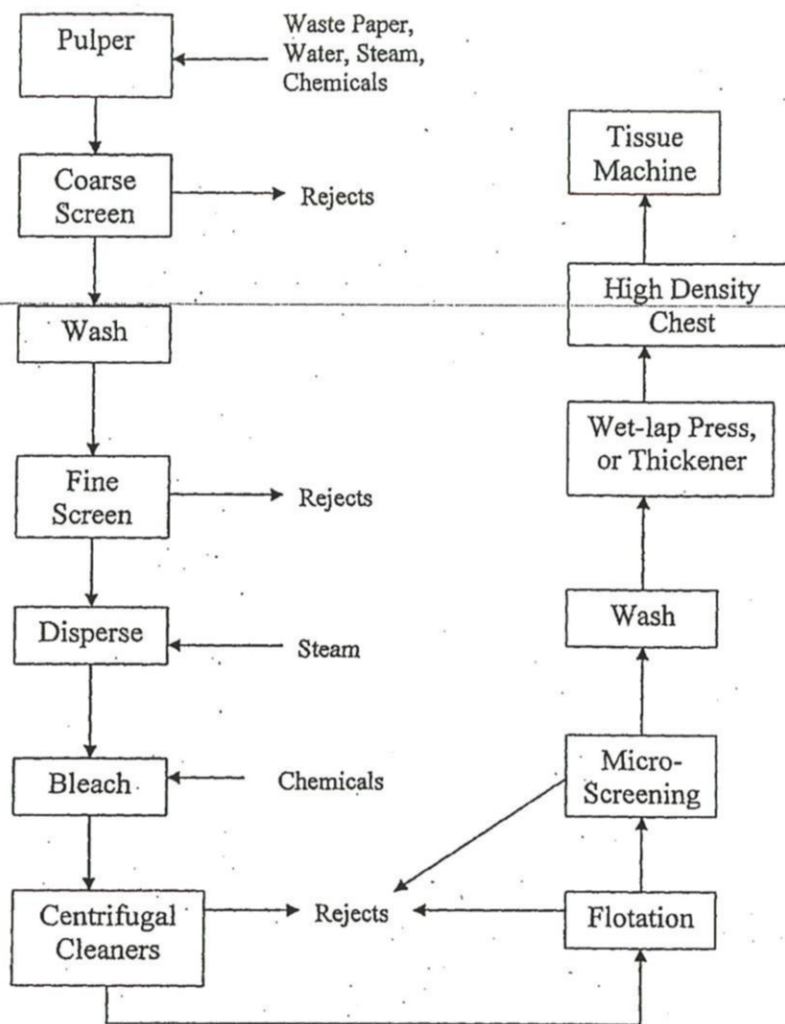 Pulper
Waste Paper,
Water, Steam,
Chemicals
Coarse
Screen
Rejects
Wash
Fine
Screen
Rejects
Disperse
Steam
Bleach
Chemicals
Centrifugal
Cleaners
Rejects
Flotation
Micro-
Screening
Wash
Wet-lap Press,
or Thickener
High Density
Chest
Tissue
Machine